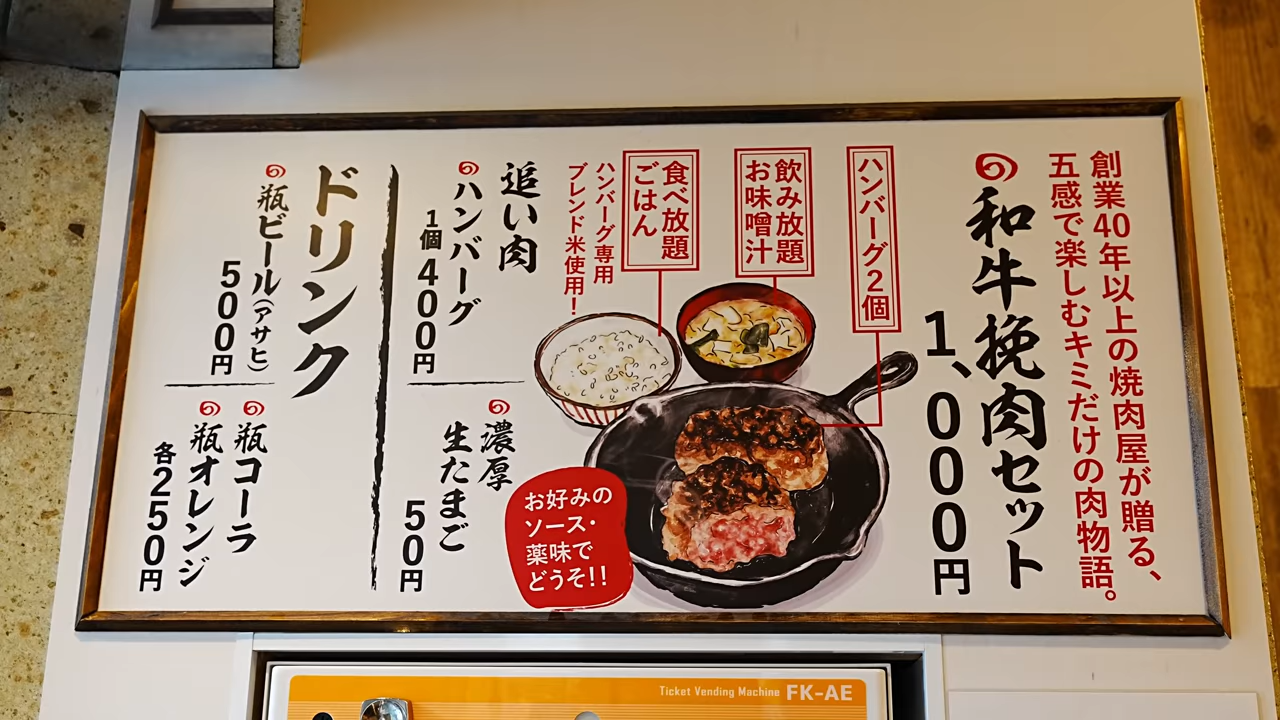 創業40年以上の焼肉屋が贈る、
五感で楽しむキミだけの肉物語。
和牛挽肉セット
1、000円
ハンバーグ2個
飲み放題
お味噌汁
食べ放題
ごはん
ハンバーグ専用
ブレンド米使用！
お好みの
ソース・
薬味で
どうぞ!!
追い肉
ハンバーグ
1個400円
濃厚
生たまご
50円
ドリンク
瓶ビール(アサヒ)
500円
瓶コーラ
瓶オレンジ
各250円
Ticket Vending Machine FK-AE